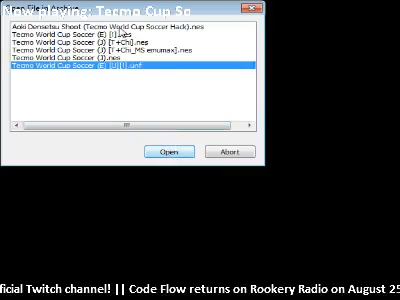 Now playing: Tecmo Cup So
Open File in Archive
Aoki Densetsu Shoot (Tecmo World Cup Soccer Hack).nes
Tecmo World Cup Soccer (E) [!].nes
Tecmo World Cup Soccer (J) [T+Chi].nes
Tecmo World Cup Soccer (J) [T+Chi_MS emumax].nes
Tecmo World Cup Soccer (J).nes
Tecmo World Cup Soccer (E) [U][!].unf
Open
Abort
ficial Twitch channel! || Code Flow returns on Rookery Radio on August 25